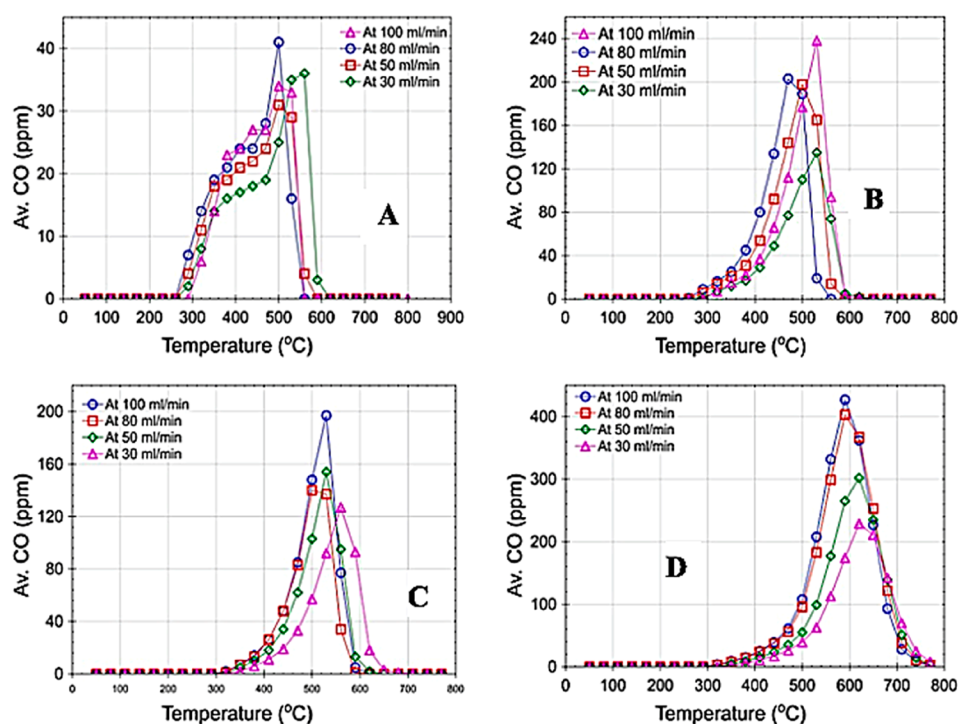 At 100 ml/min
At 80 ml/min
At 50 ml/min
At 30 ml/min
40
30
20
10
0
Av. CO (ppm)
A
0 100 200 300 400 500 600 700 800 900
Temperature (°C)
At 100 ml/min
At 80 ml/min
At 50 ml/min
At 30 ml/min
240
200
160
120
80
40
0
Av. CO (ppm)
B
0 100 200 300 400 500 600 700 800
Temperature (°C)
At 100 ml/min
At 80 ml/min
At 50 ml/min
At 30 ml/min
200
160
120
80
40
0
Av. CO (ppm)
C
0 100 200 300 400 500 600 700 800
Temperature (°C)
At 100 ml/min
At 80 ml/min
At 50 ml/min
At 30 ml/min
400
300
200
100
0
Av. CO (ppm)
D
0 100 200 300 400 500 600 700 800
Temperature (°C)